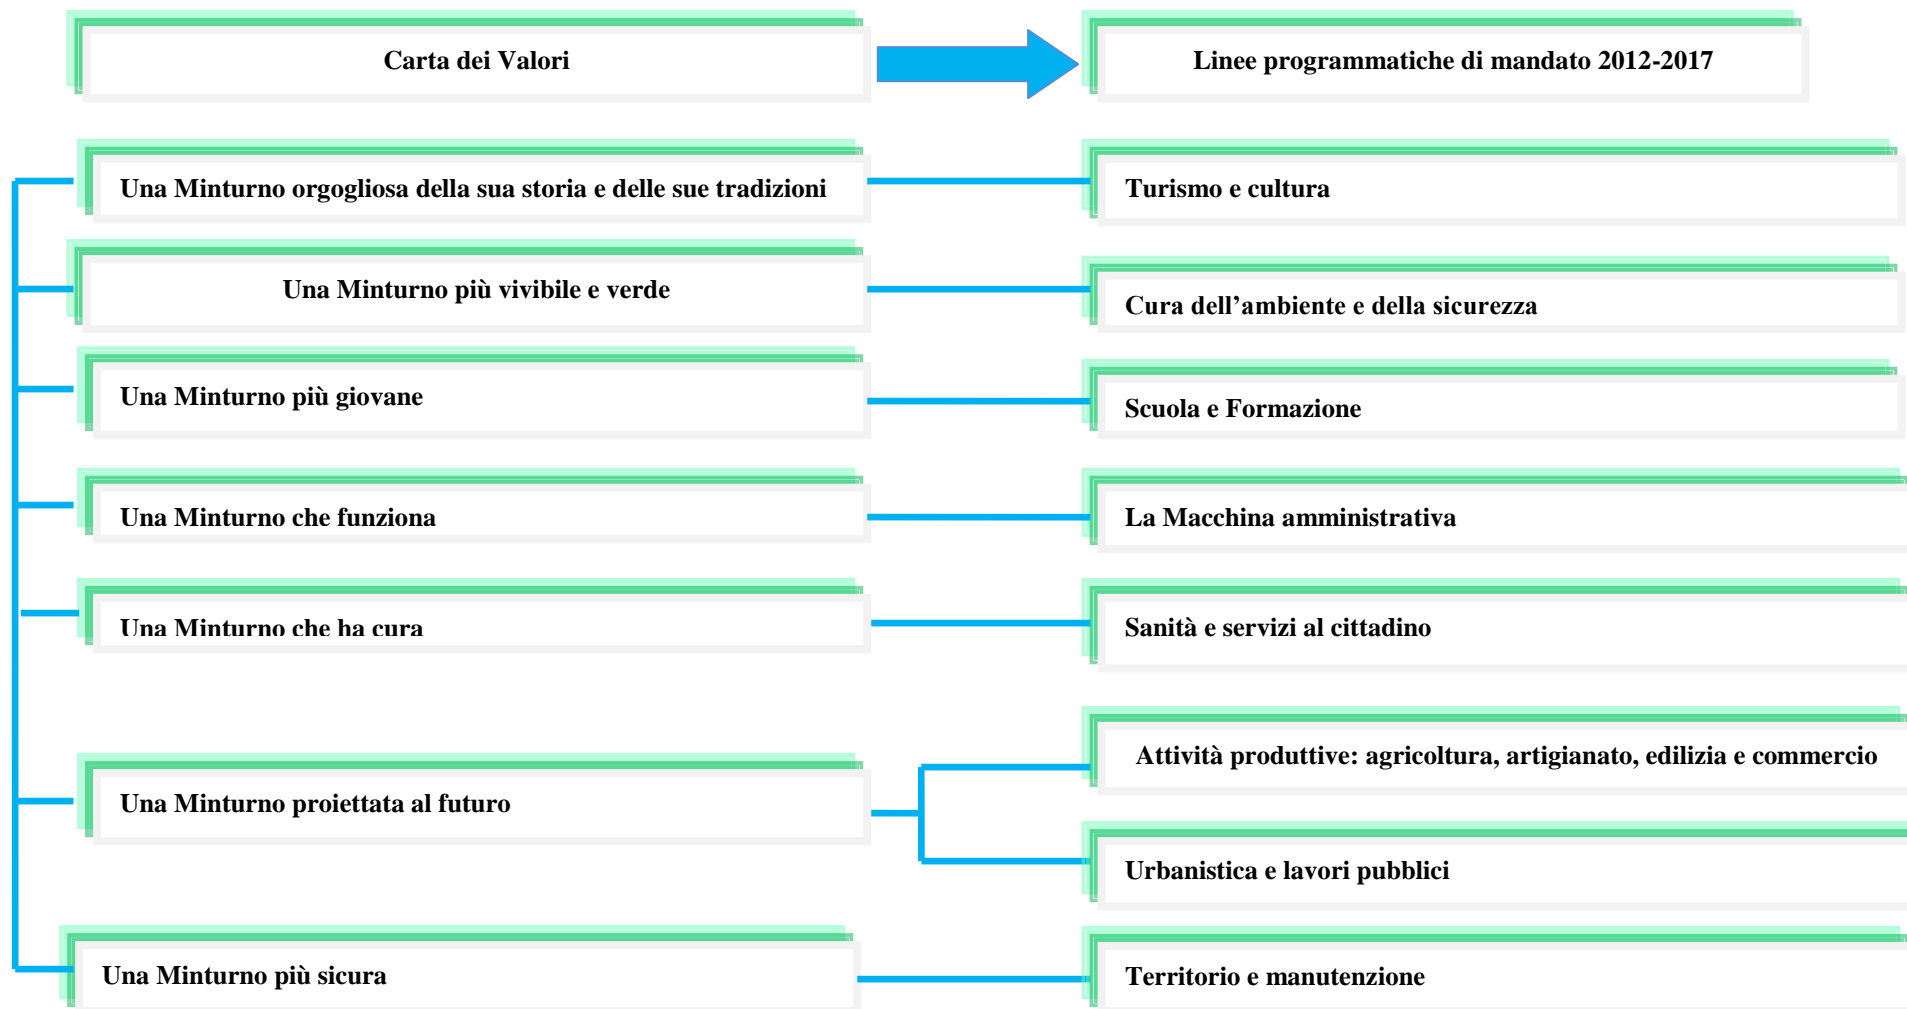 Carta dei Valori
Linee programmatiche di mandato 2012-2017
Una Minturno orgogliosa della sua storia e delle sue tradizioni
Turismo e cultura
Una Minturno più vivibile e verde
Cura dell’ambiente e della sicurezza
Una Minturno più giovane
Scuola e Formazione
Una Minturno che funziona
La Macchina amministrativa
Una Minturno che ha cura
Sanità e servizi al cittadino
Una Minturno proiettata al futuro
Attività produttive: agricoltura, artigianato, edilizia e commercio
Urbanistica e lavori pubblici
Una Minturno più sicura
Territorio e manutenzione